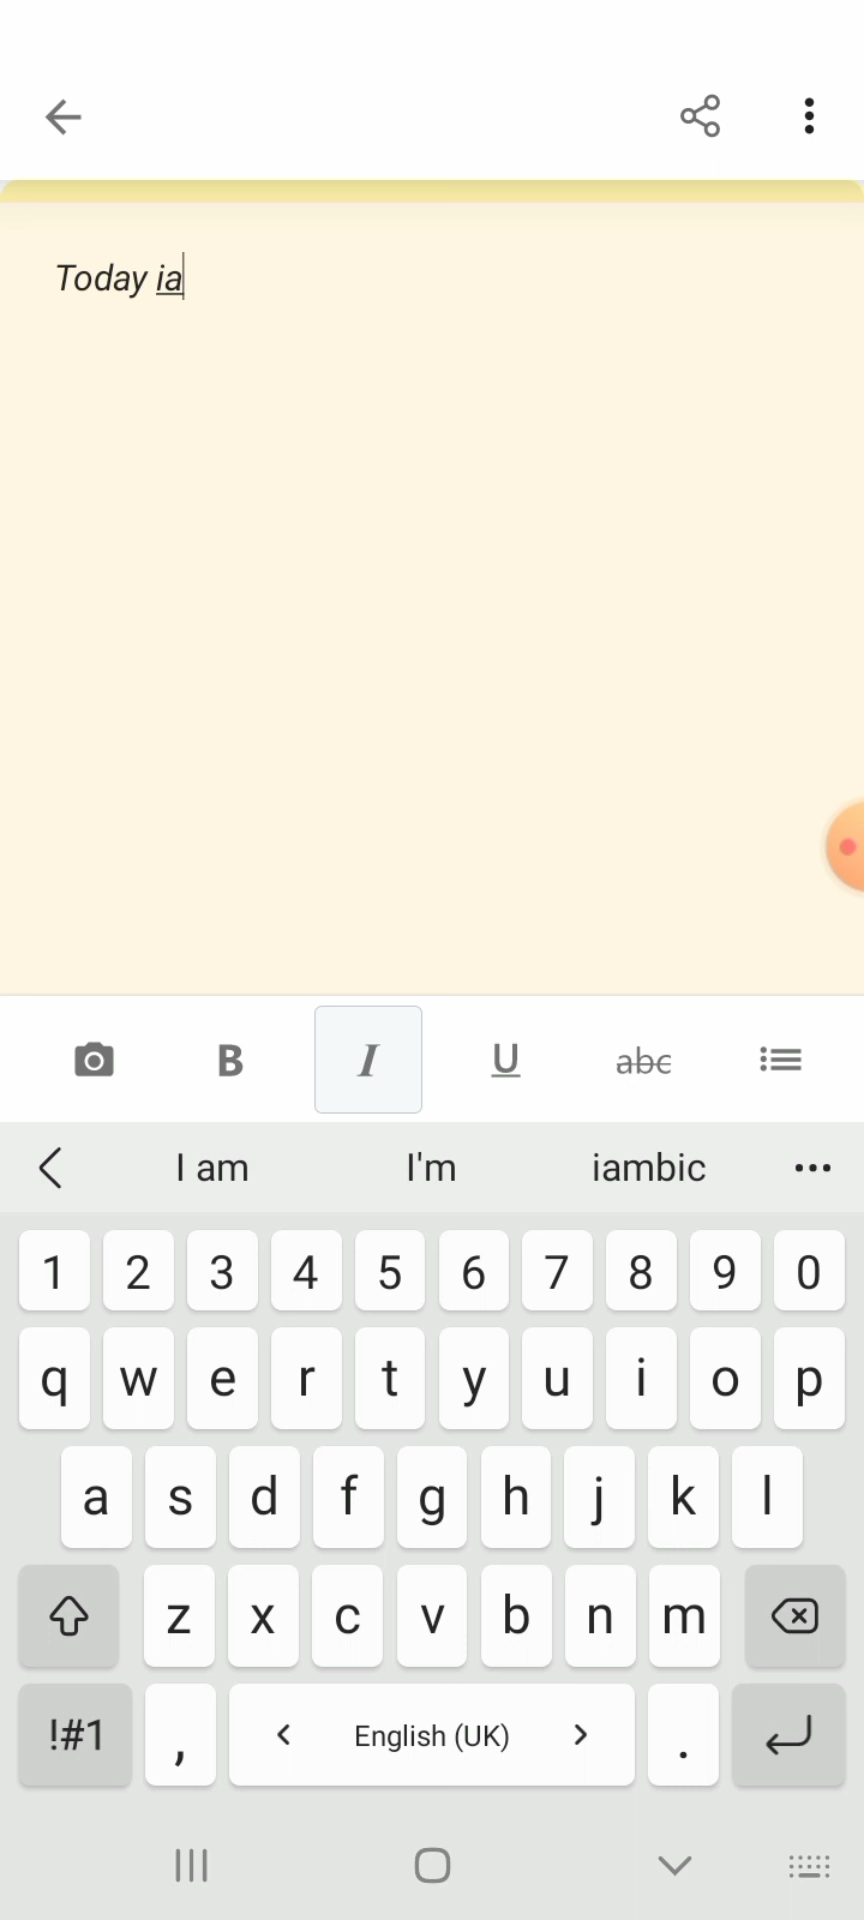 Today ia
B I U abc
I am I'm iambic
1 2 3 4 5 6 7 8 9 0
q w e r t y u i o p
a s d f g h j k l
z x c v b n m
!#1 , English (UK) .